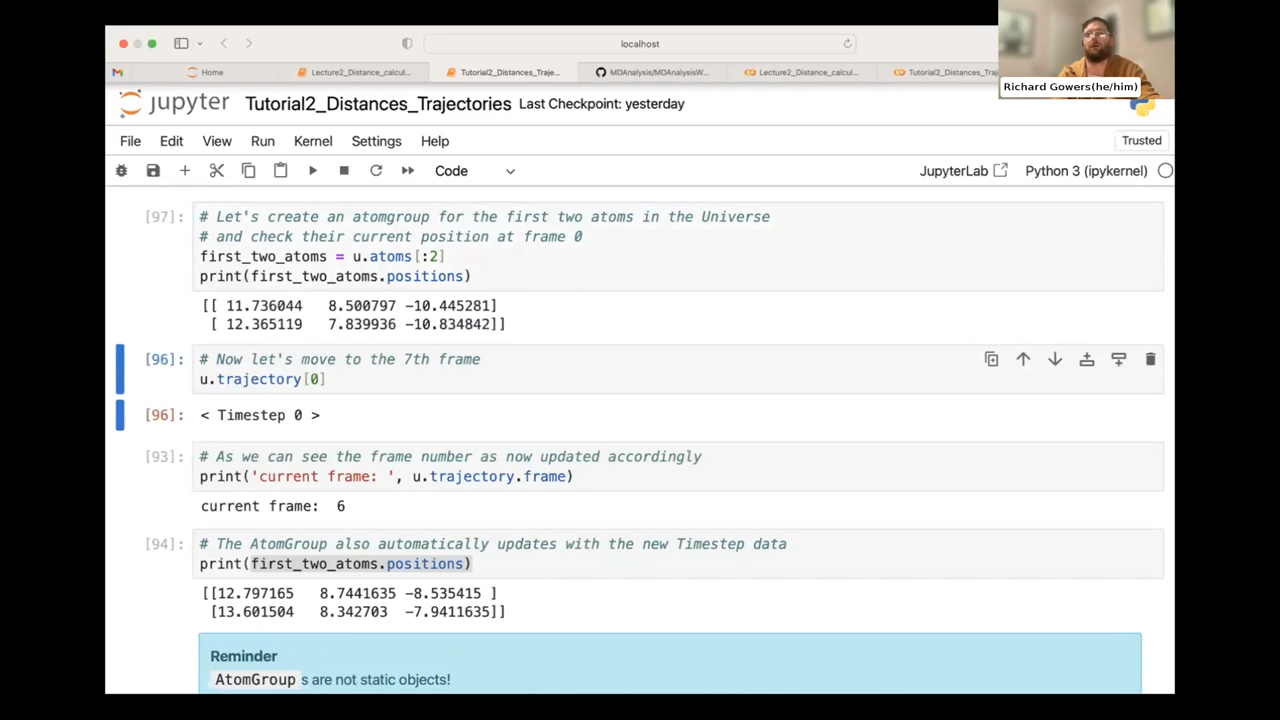 localhost
Home
Lecture2_Distance_calcul...
Tutorial2_Distances_Traje...
MDAnalysis/MDAnalysisW...
Lecture2_Distance_calcu...
Tutorial2_Distances_Traj
Richard Gowers(he/him)
jupyter Tutorial2_Distances_Trajectories Last Checkpoint: yesterday
File Edit View Run Kernel Settings Help
Trusted
Code
JupyterLab
Python 3 (ipykernel)
[97]: # Let's create an atomgroup for the first two atoms in the Universe
# and check their current position at frame 0
first_two_atoms = u.atoms[:2]
print(first_two_atoms.positions)
[[ 11.736044 8.500797 -10.445281]
[ 12.365119 7.839936 -10.834842]]
[96]: # Now let's move to the 7th frame
u.trajectory[0]
[96]: < Timestep 0 >
[93]: # As we can see the frame number as now updated accordingly
print('current frame: ', u.trajectory.frame)
current frame: 6
[94]: # The AtomGroup also automatically updates with the new Timestep data
print(first_two_atoms.positions)
[[12.797165 8.7441635 -8.535415 ]
[13.601504 8.342703 -7.9411635]]
Reminder
AtomGroup s are not static objects!